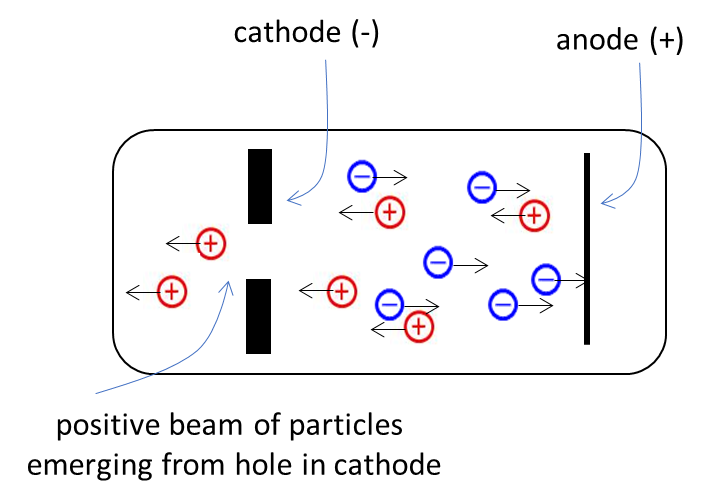 cathode (-)
anode (+)
positive beam of particles
emerging from hole in cathode